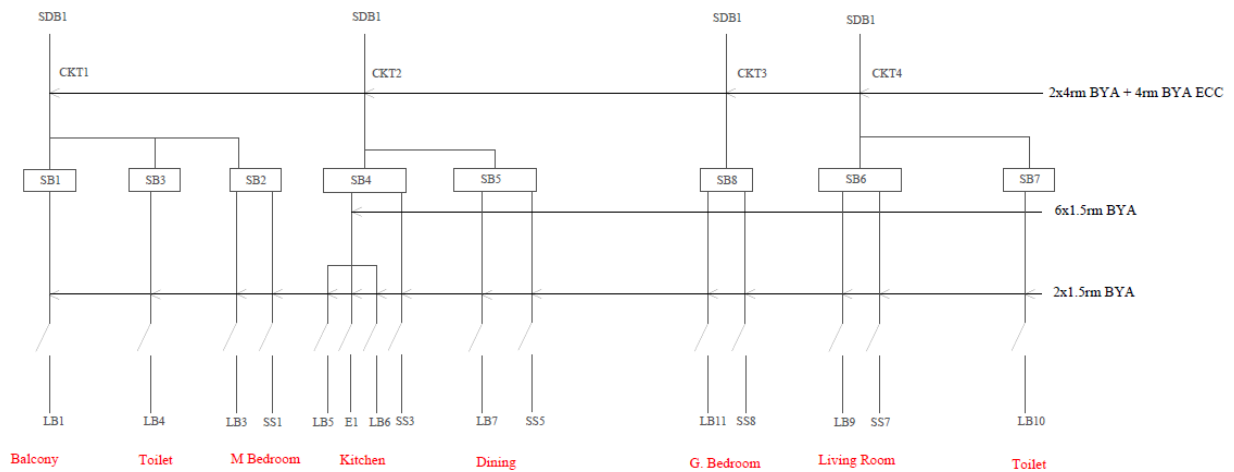 SDB1 SDB1 SDB1 SDB1
CKT1 CKT2 CKT3 CKT4
2x4rm BYA + 4rm BYA ECC
SB1 SB3 SB2 SB4 SB5 SB8 SB6 SB7
6x1.5rm BYA
2x1.5rm BYA
LB1 LB4 LB3 SS1 LB5 E1 LB6 SS3 LB7 SS5 LB11 SS8 LB9 SS7 LB10
Balcony Toilet M Bedroom Kitchen Dining G. Bedroom Living Room Toilet